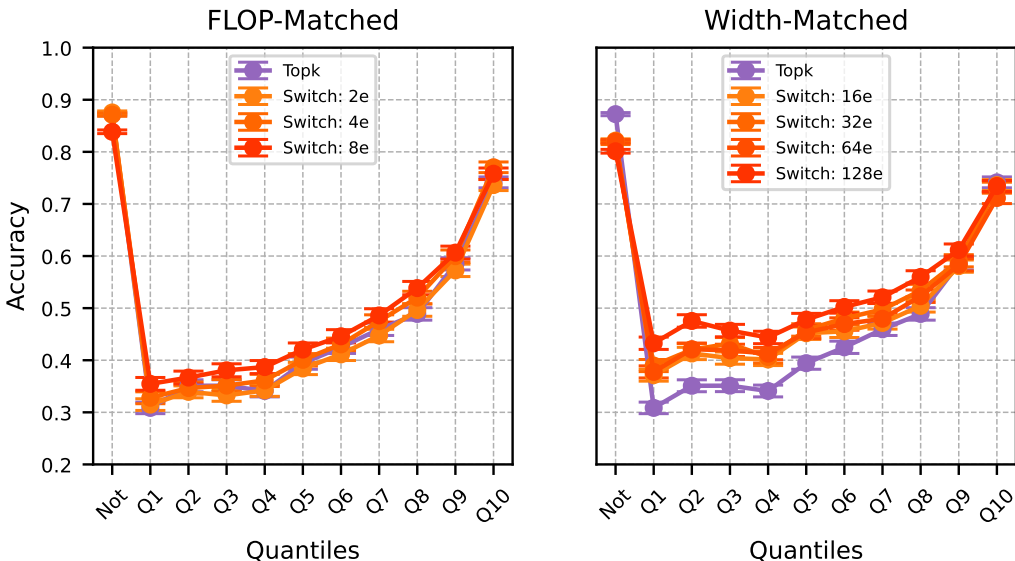 FLOP-Matched
Accuracy
1.0
0.9
0.8
0.7
0.6
0.5
0.4
0.3
0.2
Topk
Switch: 2e
Switch: 4e
Switch: 8e
Not
Q1
Q2
Q3
Q4
Q5
Q6
Q7
Q8
Q9
Q10
Quantiles
Width-Matched
Topk
Switch: 16e
Switch: 32e
Switch: 64e
Switch: 128e
Not
Q1
Q2
Q3
Q4
Q5
Q6
Q7
Q8
Q9
Q10
Quantiles